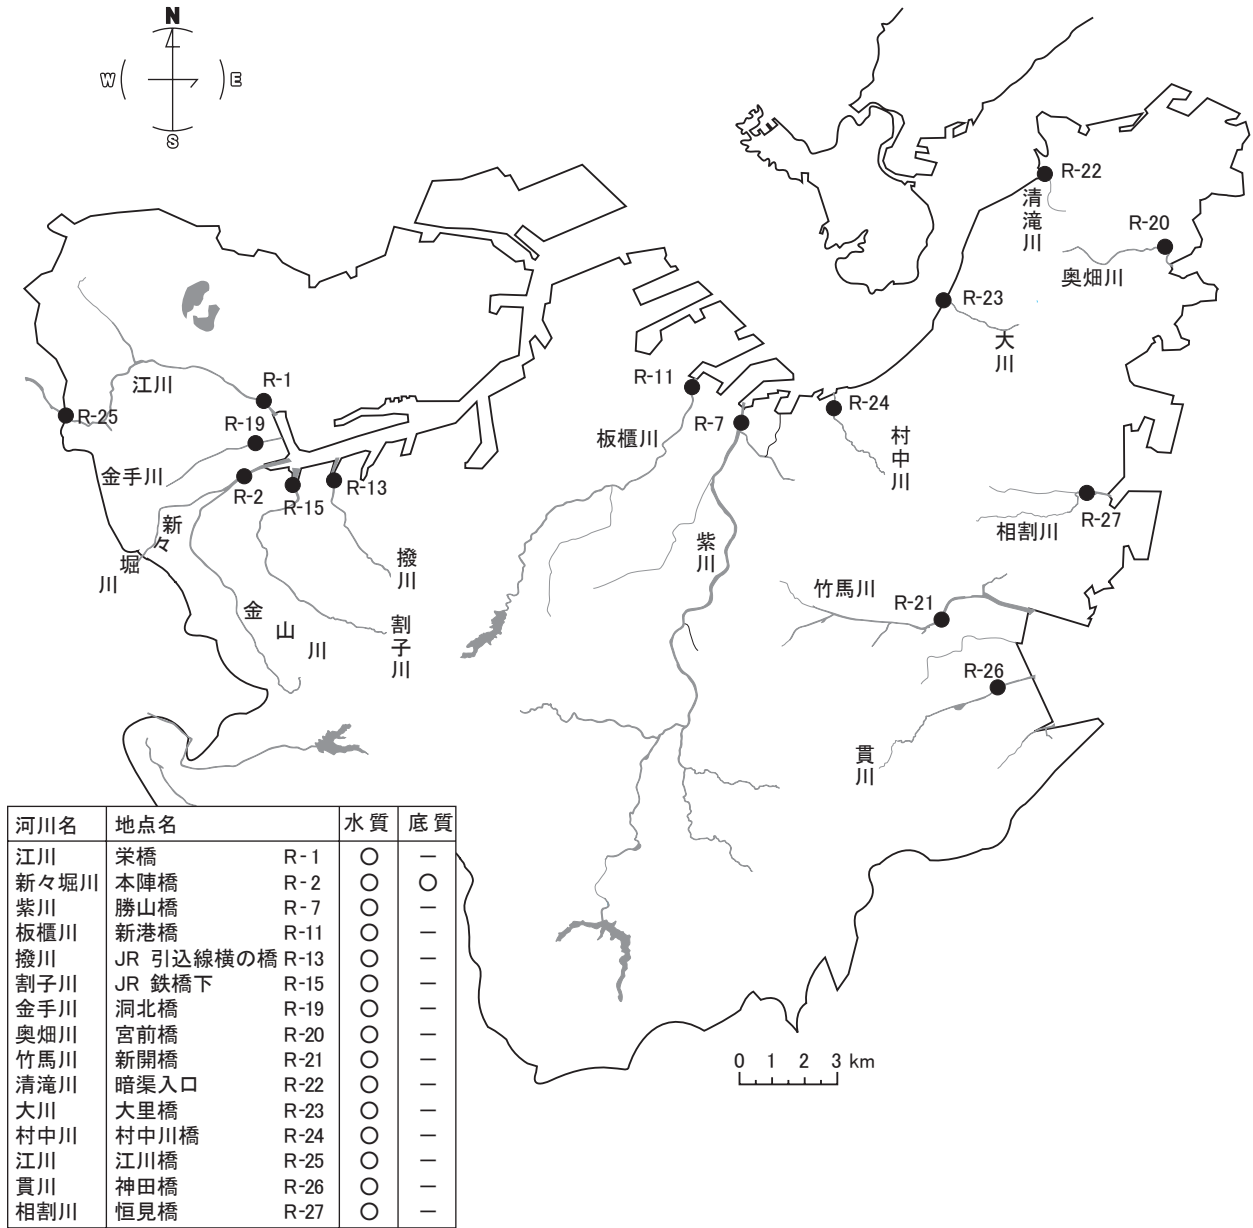 N
W E
S
R-22
清滝川
R-20
奥畑川
R-23
大川
R-11
R-24
R-7
板櫃川
村中川
R-1
江川
R-25
R-19
金手川
R-2
R-15
R-13
新々堀川
撥川
金山川
割子川
紫川
R-27
相割川
竹馬川
R-21
R-26
貫川
0 1 2 3 km
河川名 地点名 水質 底質
江川 栄橋 R-1 ○ −
新々堀川 本陣橋 R-2 ○ ○
紫川 勝山橋 R-7 ○ −
板櫃川 新港橋 R-11 ○ −
撥川 JR 引込線横の橋 R-13 ○ −
割子川 JR 鉄橋下 R-15 ○ −
金手川 洞北橋 R-19 ○ −
奥畑川 宮前橋 R-20 ○ −
竹馬川 新開橋 R-21 ○ −
清滝川 暗渠入口 R-22 ○ −
大川 大里橋 R-23 ○ −
村中川 村中川橋 R-24 ○ −
江川 江川橋 R-25 ○ −
貫川 神田橋 R-26 ○ −
相割川 恒見橋 R-27 ○ −